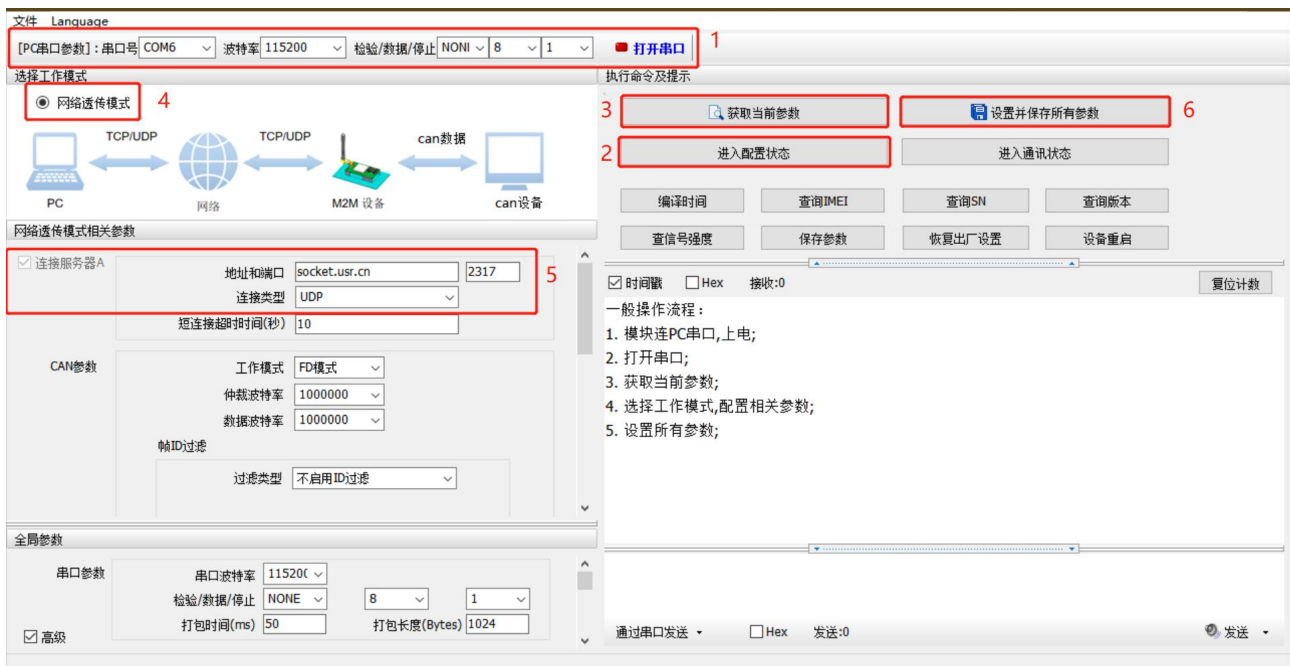 文件 Language
[PC串口参数]：串口号 COM6 波特率 115200 检验/数据/停止 NONI 8 1 打开串口 1
选择工作模式
网络透传模式 4
TCP/UDP TCP/UDP can数据
PC 网络 M2M 设备 can设备
网络透传模式相关参数
连接服务器A
地址和端口 socket.usr.cn 2317 5
连接类型 UDP
短连接超时时间(秒) 10
CAN参数 工作模式 FD模式
仲裁波特率 1000000
数据波特率 1000000
帧ID过滤
过滤类型 不启用ID过滤
全局参数
串口参数 串口波特率 11520(
检验/数据/停止 NONE 8 1
打包时间(ms) 50 打包长度(Bytes) 1024
高级
执行命令及提示
3 获取当前参数 设置并保存所有参数 6
2 进入配置状态 进入通讯状态
编译时间 查询IMEI 查询SN 查询版本
查信号强度 保存参数 恢复出厂设置 设备重启
时间戳 Hex 接收:0 复位计数
一般操作流程：
1. 模块连PC串口,上电;
2. 打开串口;
3. 获取当前参数;
4. 选择工作模式,配置相关参数;
5. 设置所有参数;
通过串口发送 Hex 发送:0 发送